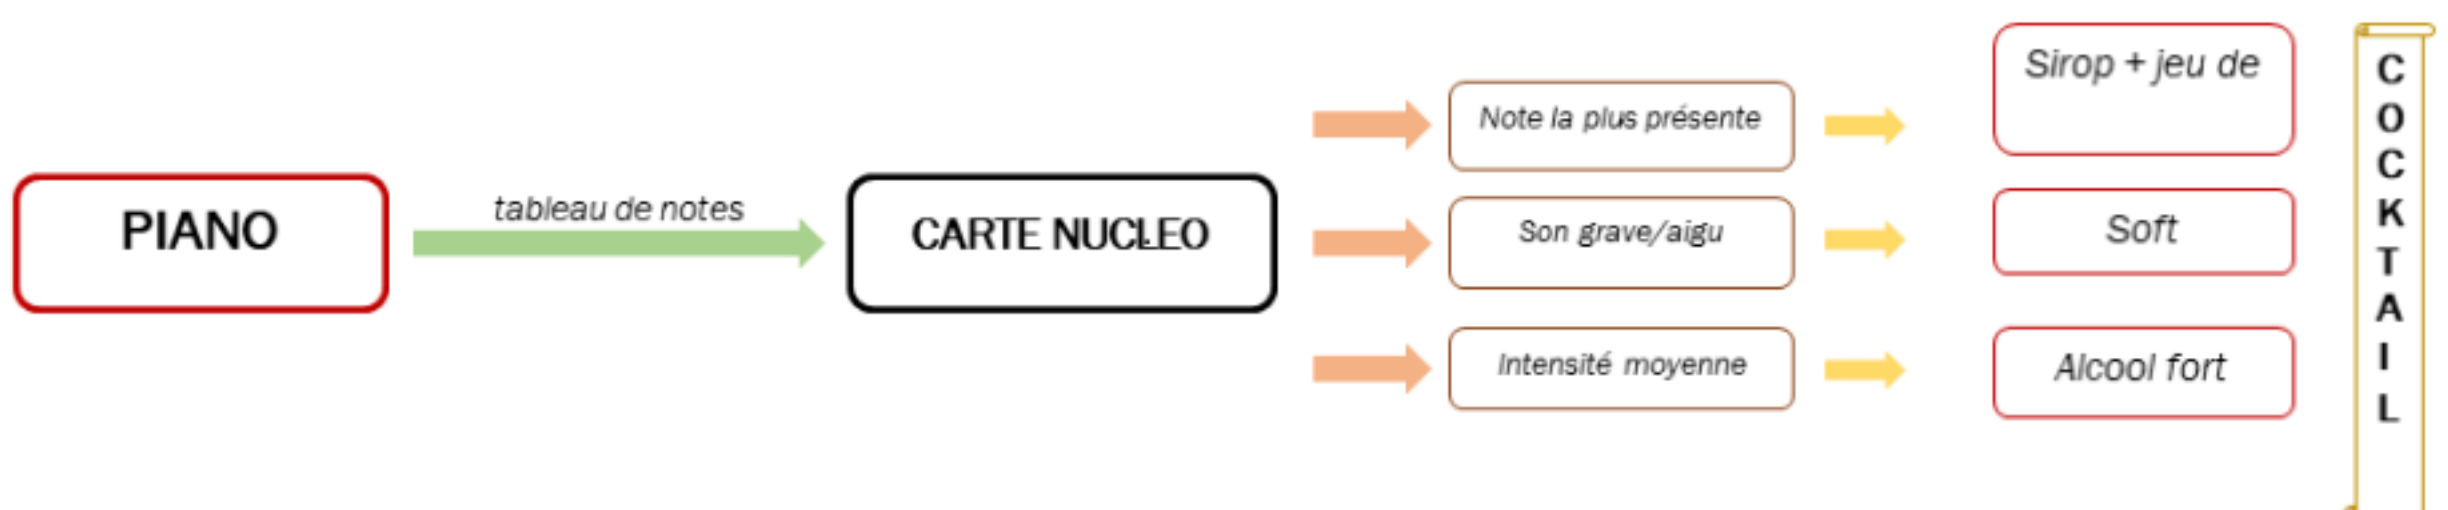 PIANO
tableau de notes
CARTE NUCLEO
Note la plus présente
Son grave/aigu
Intensité moyenne
Sirop + jeu de
Soft
Alcool fort
C
O
C
K
T
A
I
L